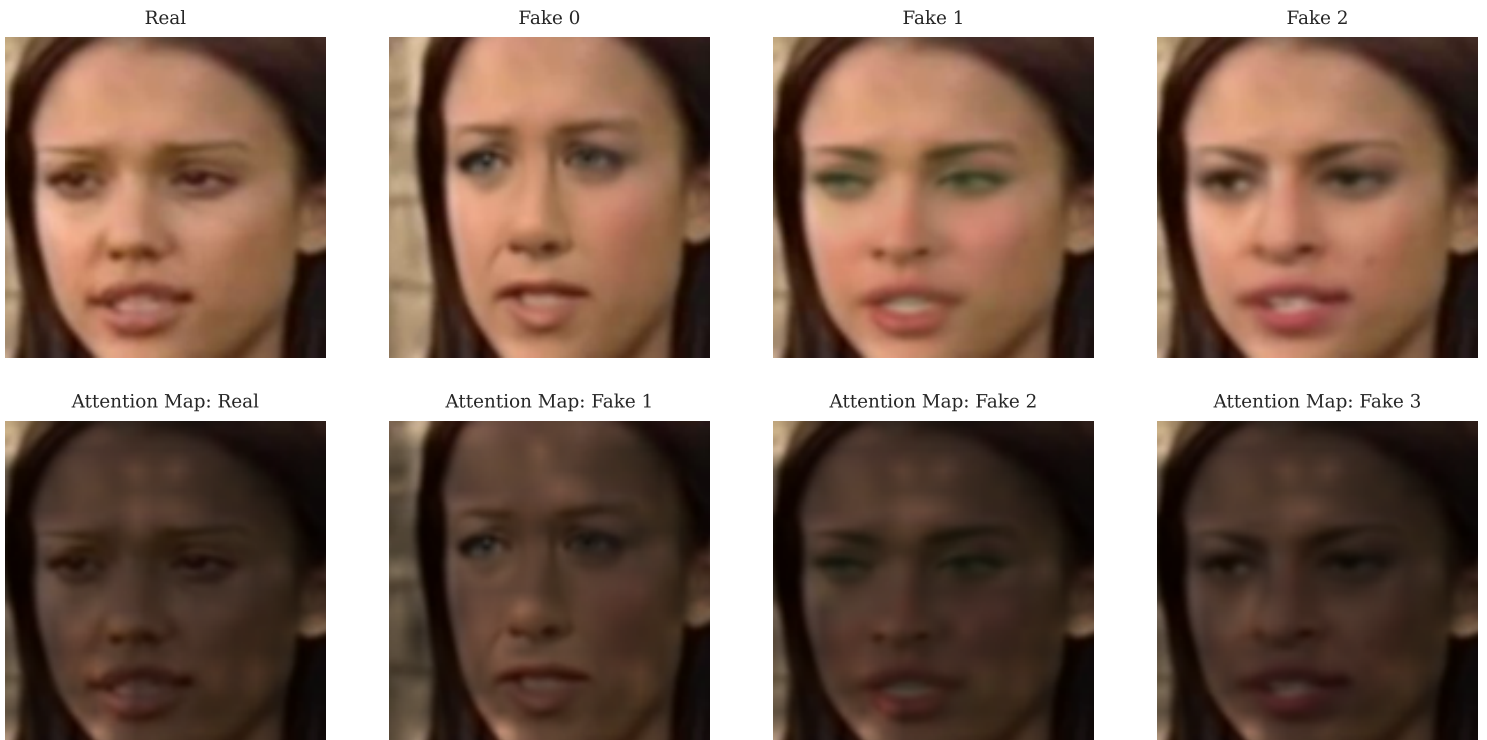 Real
Fake 0
Fake 1
Fake 2
Attention Map: Real
Attention Map: Fake 1
Attention Map: Fake 2
Attention Map: Fake 3